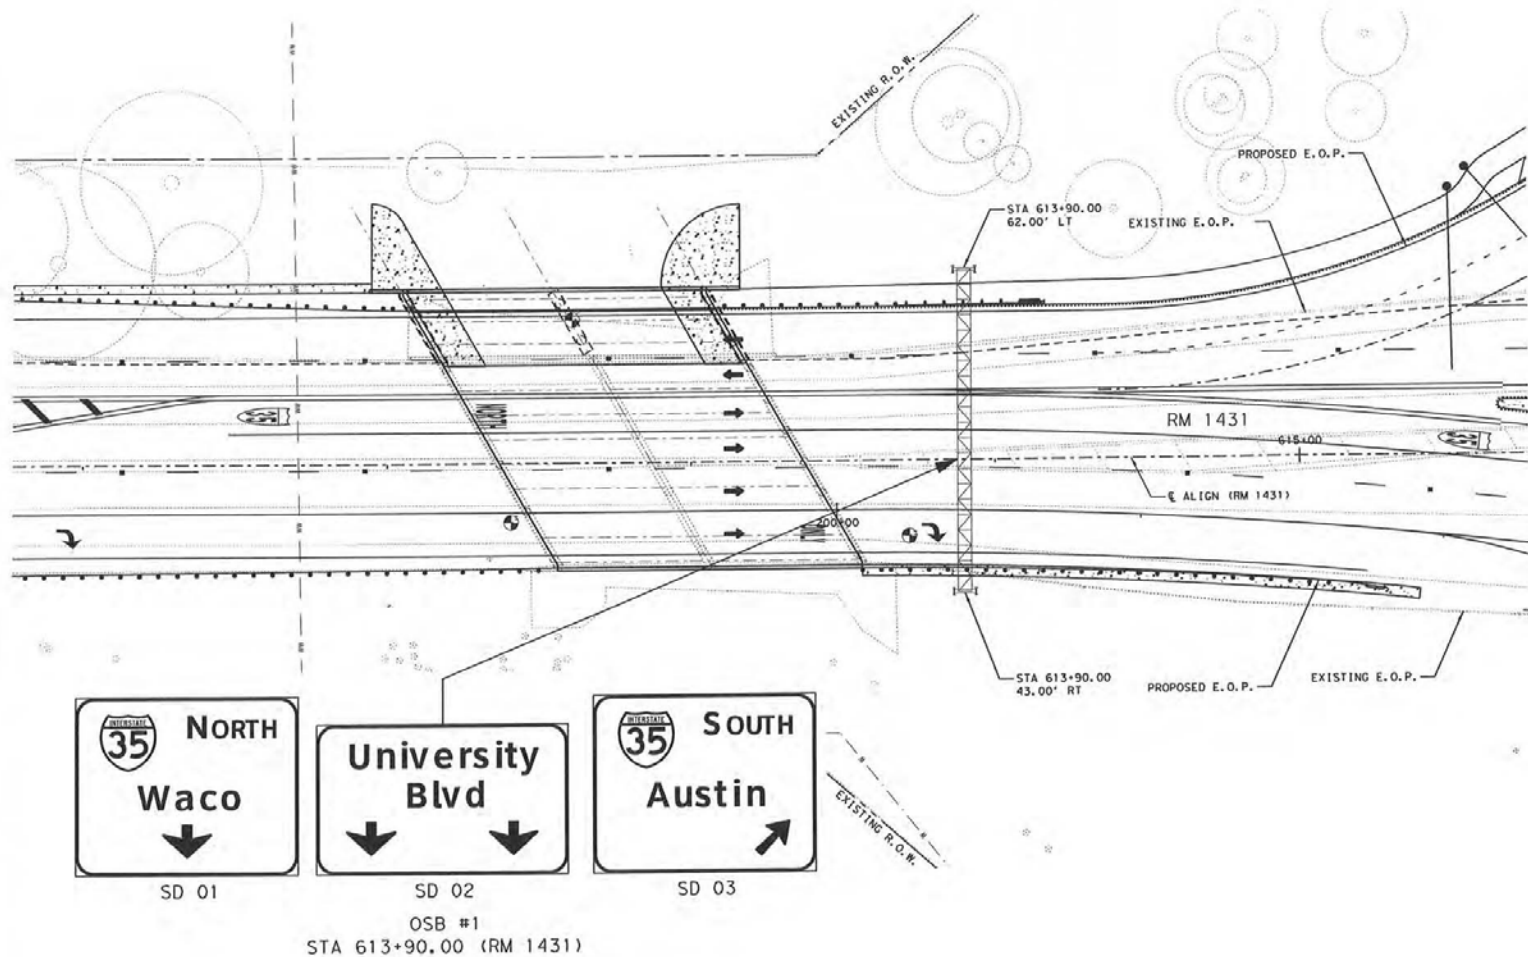 EXISTING R.O.W.
PROPOSED E.O.P.
STA 613+90.00
62.00' LT
EXISTING E.O.P.
RM 1431
615+00
℄ ALIGN (RM 1431)
200+00
STA 613+90.00
43.00' RT
PROPOSED E.O.P.
EXISTING E.O.P.
EXISTING R.O.W.
INTERSTATE
35
NORTH
Waco
SD 01
University
Blvd
SD 02
INTERSTATE
35
SOUTH
Austin
SD 03
OSB #1
STA 613+90.00 (RM 1431)